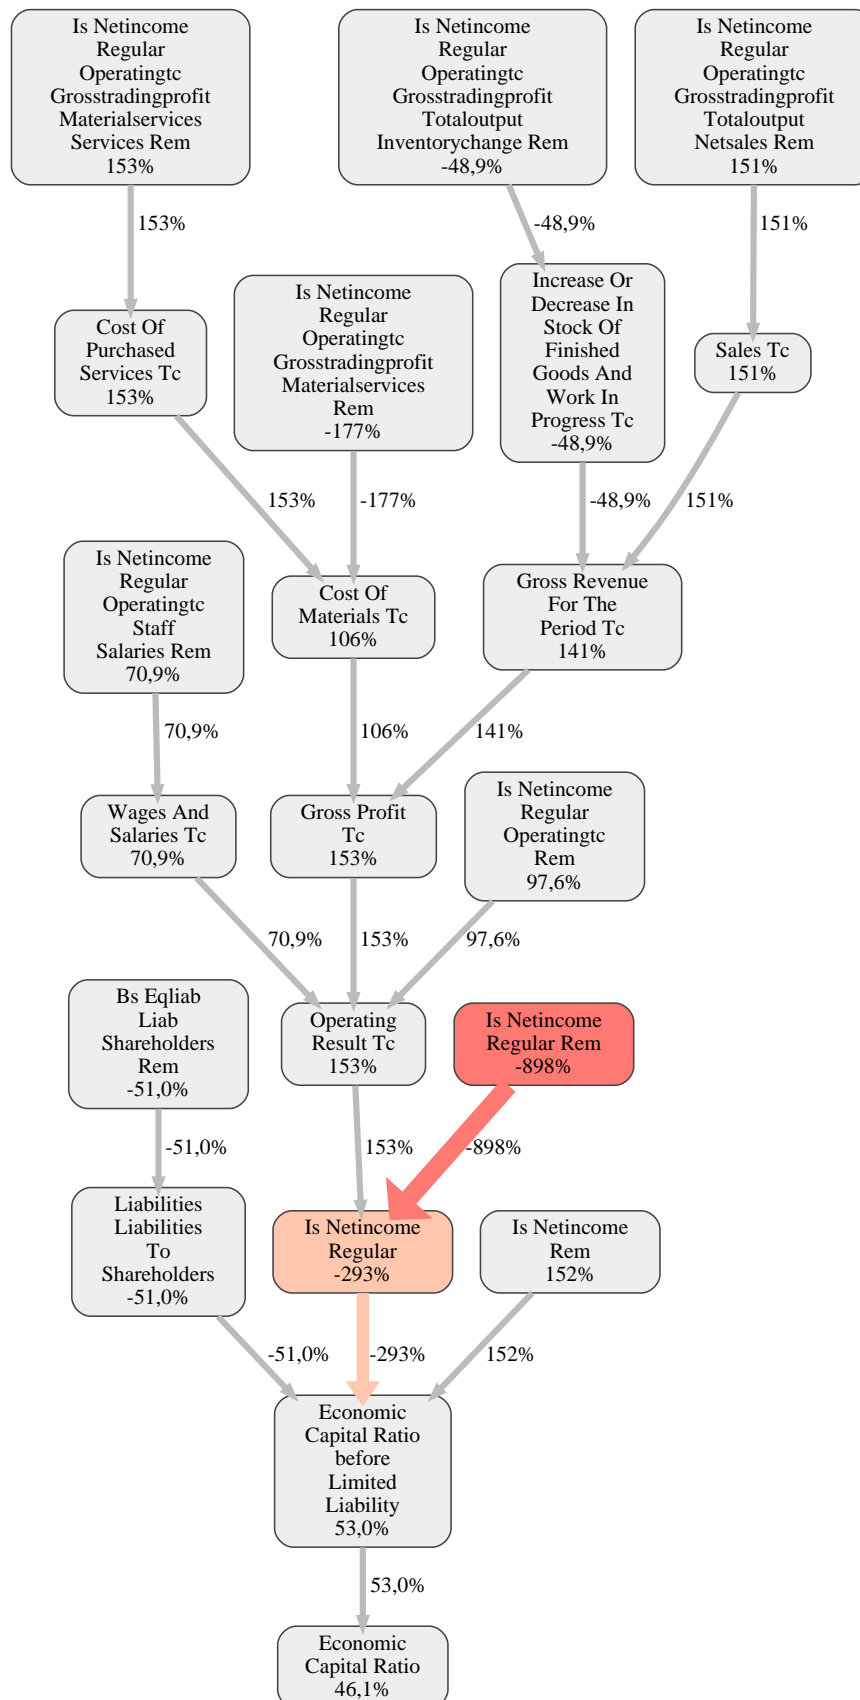 Is Netincome
Regular
Operatingtc
Grosstradingprofit
Materialservices
Services Rem
153%
Is Netincome
Regular
Operatingtc
Grosstradingprofit
Totaloutput
Inventorychange Rem
-48,9%
Is Netincome
Regular
Operatingtc
Grosstradingprofit
Totaloutput
Netsales Rem
151%
153%
-48,9%
151%
Cost Of
Purchased
Services Tc
153%
Is Netincome
Regular
Operatingtc
Grosstradingprofit
Materialservices
Rem
-177%
Increase Or
Decrease In
Stock Of
Finished
Goods And
Work In
Progress Tc
-48,9%
Sales Tc
151%
153%
-177%
-48,9%
151%
Is Netincome
Regular
Operatingtc
Staff
Salaries Rem
70,9%
Cost Of
Materials Tc
106%
Gross Revenue
For The
Period Tc
141%
70,9%
106%
141%
Wages And
Salaries Tc
70,9%
Gross Profit
Tc
153%
Is Netincome
Regular
Operatingtc
Rem
97,6%
70,9%
153%
97,6%
Bs Eqliab
Liab
Shareholders
Rem
-51,0%
Operating
Result Tc
153%
Is Netincome
Regular Rem
-898%
-51,0%
153%
-898%
Liabilities
Liabilities
To
Shareholders
-51,0%
Is Netincome
Regular
-293%
Is Netincome
Rem
152%
-51,0%
-293%
152%
Economic
Capital Ratio
before
Limited
Liability
53,0%
53,0%
Economic
Capital Ratio
46,1%